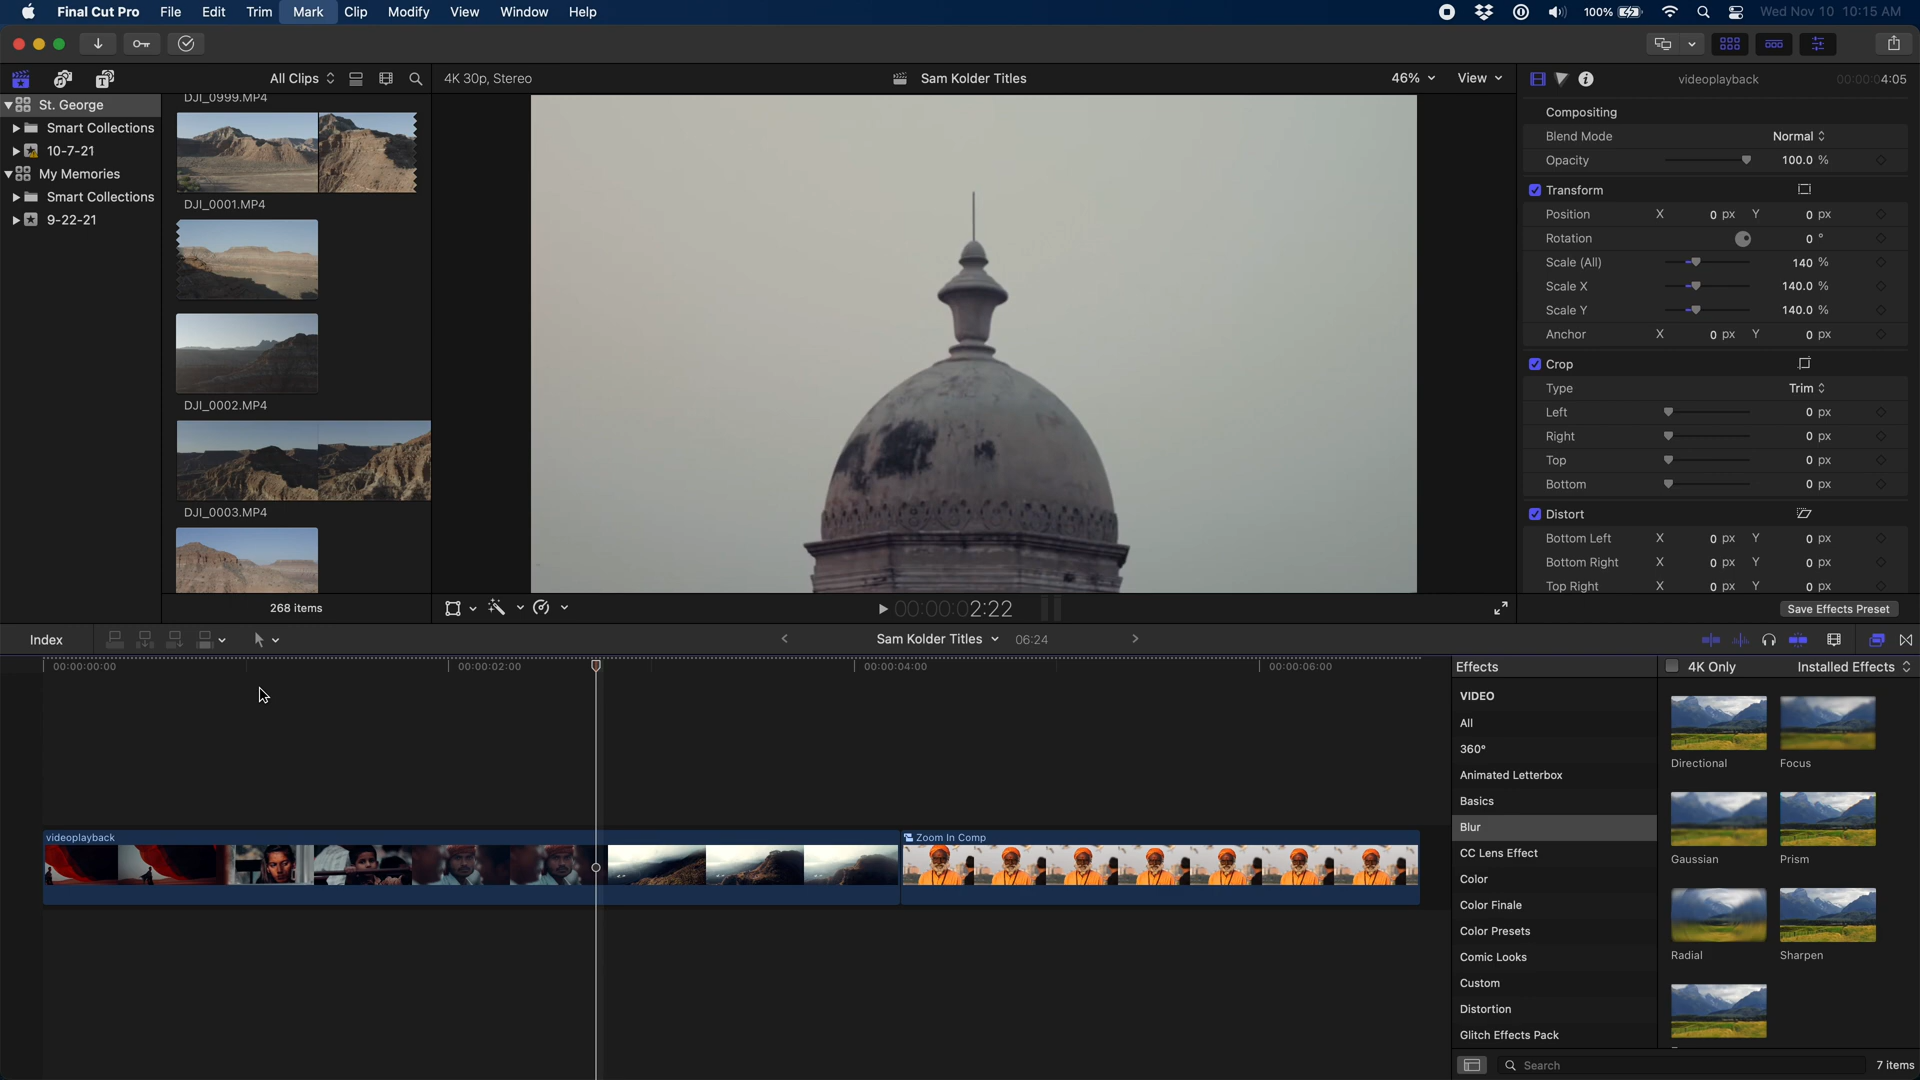 Final Cut Pro File Edit Trim Mark Clip Modify View Window Help 100% Wed Nov 10 10:15 AM
All Clips 4K 30p, Stereo Sam Kolder Titles 46% View videoplayback 00:00:04:05
St. George
Smart Collections
10-7-21
My Memories
Smart Collections
9-22-21
DJI_0999.MP4
DJI_0001.MP4
DJI_0002.MP4
DJI_0003.MP4
268 items
00:00:02:22
Compositing
Blend Mode Normal
Opacity 100.0 %
Transform
Position X 0 px Y 0 px
Rotation 0 °
Scale (All) 140 %
Scale X 140.0 %
Scale Y 140.0 %
Anchor X 0 px Y 0 px
Crop
Type Trim
Left 0 px
Right 0 px
Top 0 px
Bottom 0 px
Distort
Bottom Left X 0 px Y 0 px
Bottom Right X 0 px Y 0 px
Top Right X 0 px Y 0 px
Save Effects Preset
Index Sam Kolder Titles 06:24
00:00:00:00 00:00:02:00 00:00:04:00 00:00:06:00
videoplayback Zoom In Comp
Effects
VIDEO
All
360°
Animated Letterbox
Basics
Blur
CC Lens Effect
Color
Color Finale
Color Presets
Comic Looks
Custom
Distortion
Glitch Effects Pack
4K Only Installed Effects
Directional Focus
Gaussian Prism
Radial Sharpen
Search 7 items